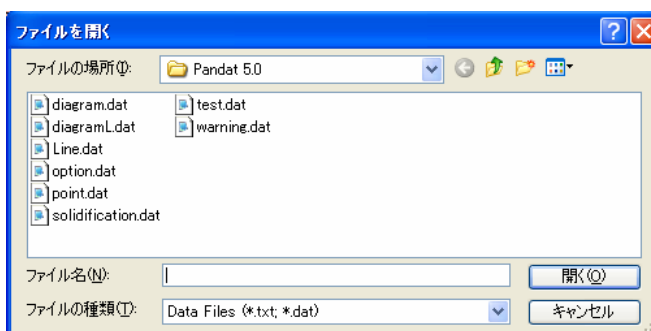 ファイルを開く
ファイルの場所(I):
Pandat 5.0
diagram.dat
diagramL.dat
Line.dat
option.dat
point.dat
solidification.dat
test.dat
warning.dat
ファイル名(N):
開く(O)
ファイルの種類(T):
Data Files (*.txt; *.dat)
キャンセル